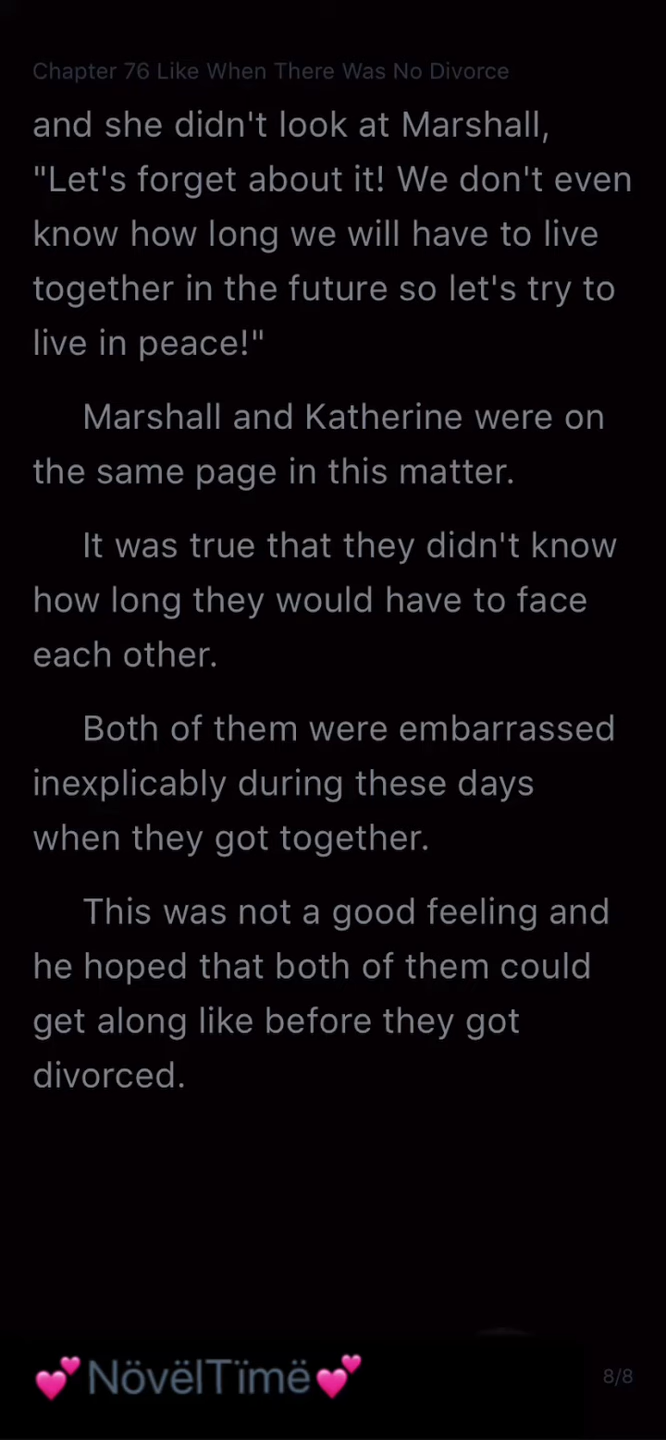 Chapter 76 Like When There Was No Divorce
and she didn't look at Marshall,
"Let's forget about it! We don't even
know how long we will have to live
together in the future so let's try to
live in peace!"
Marshall and Katherine were on
the same page in this matter.
It was true that they didn't know
how long they would have to face
each other.
Both of them were embarrassed
inexplicably during these days
when they got together.
This was not a good feeling and
he hoped that both of them could
get along like before they got
divorced.
💕NövëlTïmë💕
8/8